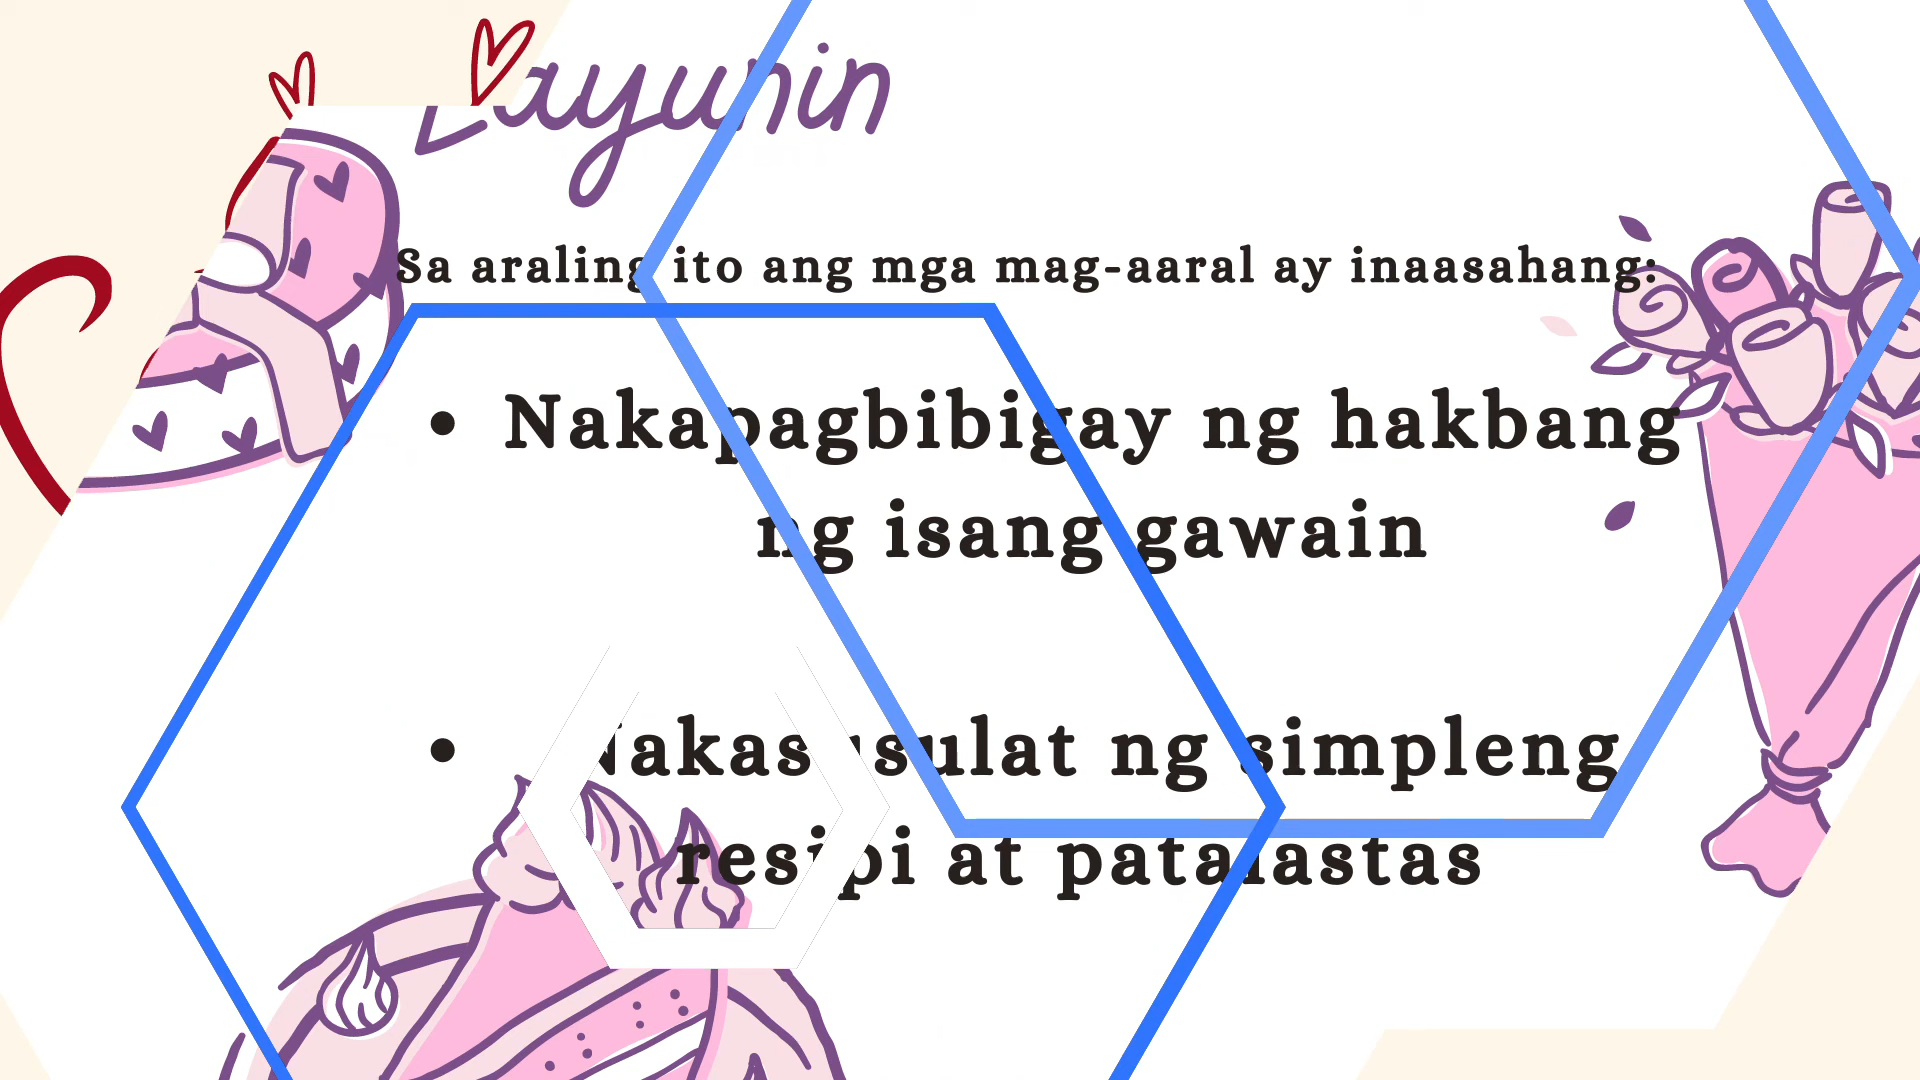 Layunin
Sa araling ito ang mga mag-aaral ay inaasahang:
• Nakapagbibigay ng hakbang
ng isang gawain
• Nakasusulat ng simpleng
resipi at patalastas